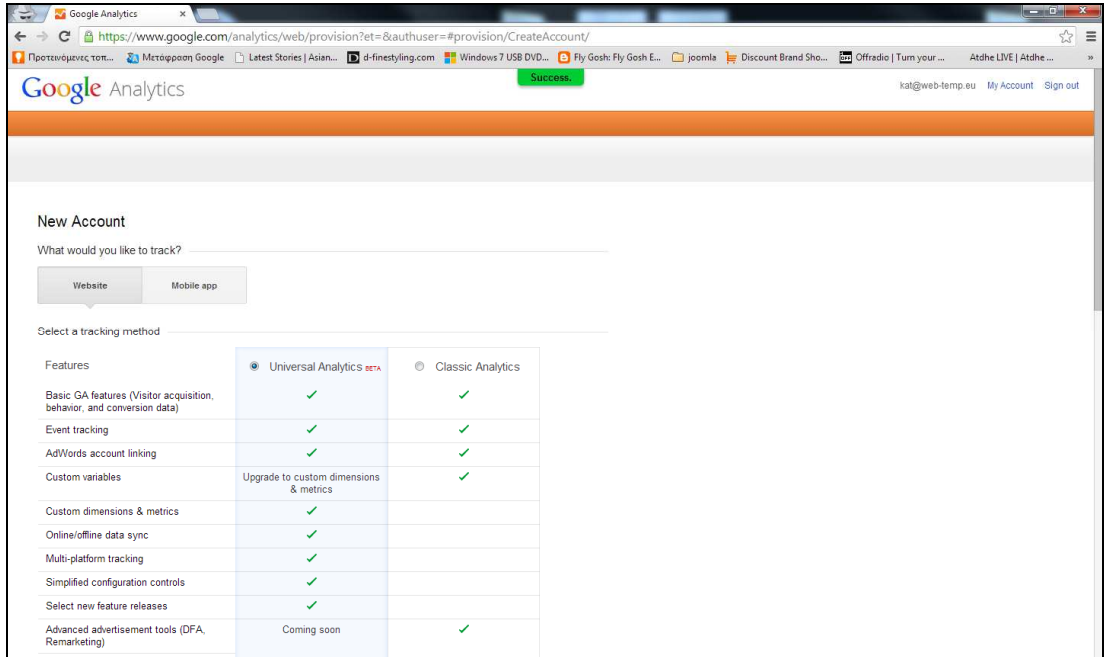 Google Analytics
https://www.google.com/analytics/web/provision?et=&authuser=#provision/CreateAccount/
Προτεινόμενες τοπ... Μετάφραση Google Latest Stories | Asian... d-finestyling.com Windows 7 USB DVD... Fly Gosh: Fly Gosh E... joomla Discount Brand Sho... Offradio | Turn your ... Atdhe LIVE | Atdhe ... »
Success.
Google Analytics kat@web-temp.eu My Account Sign out
New Account
What would you like to track?
Website Mobile app
Select a tracking method
Features Universal Analytics BETA Classic Analytics
Basic GA features (Visitor acquisition,
behavior, and conversion data)
Event tracking
AdWords account linking
Custom variables Upgrade to custom dimensions
& metrics
Custom dimensions & metrics
Online/offline data sync
Multi-platform tracking
Simplified configuration controls
Select new feature releases
Advanced advertisement tools (DFA, Coming soon
Remarketing)